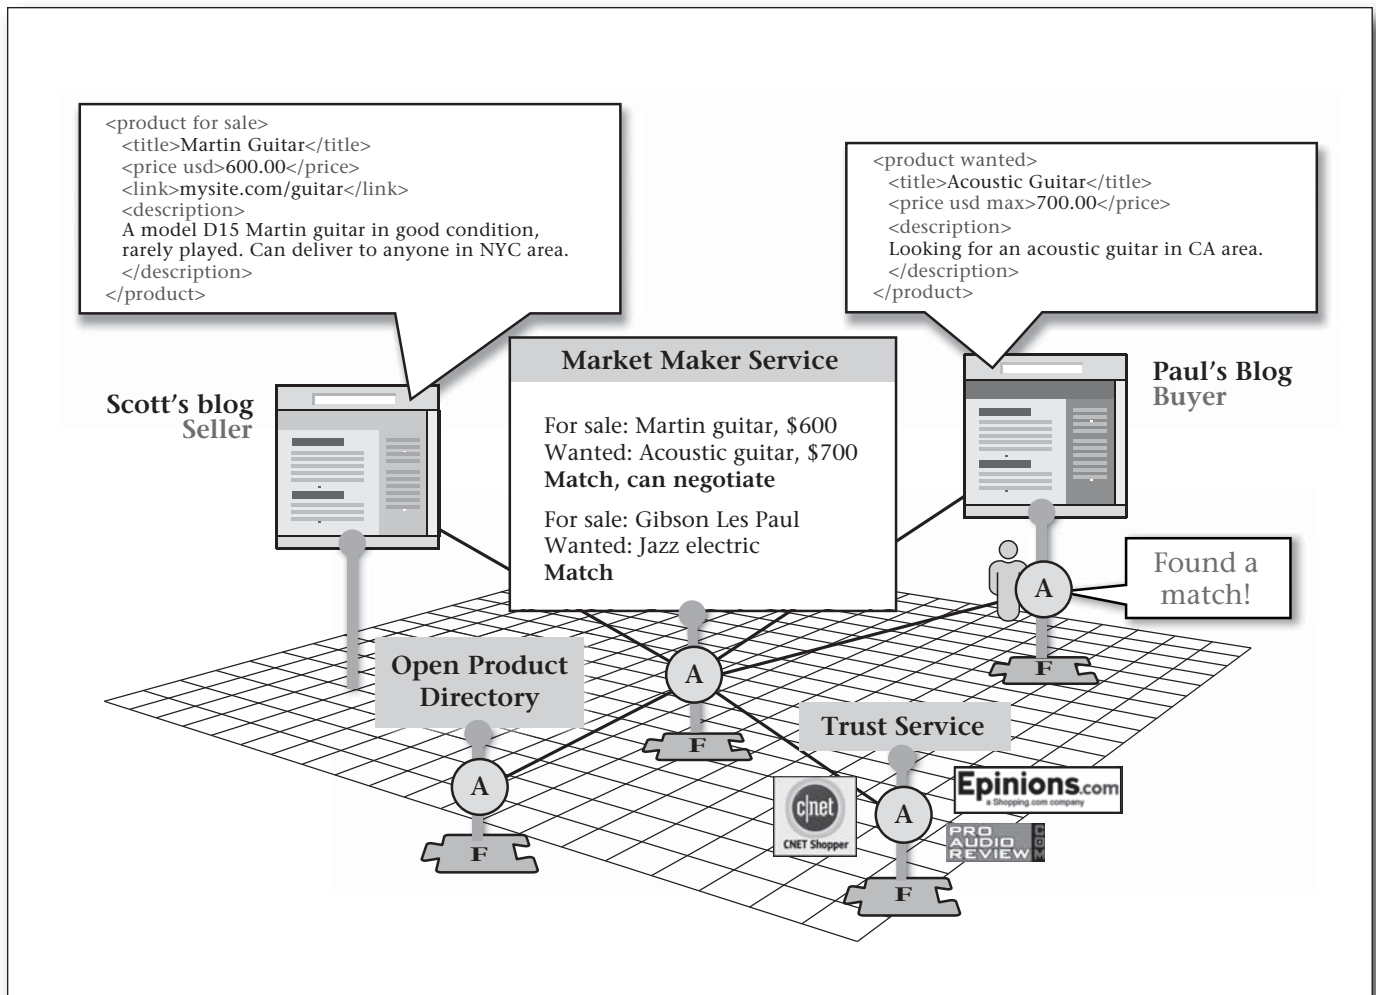 <product for sale>
<title>Martin Guitar</title>
<price usd>600.00</price>
<link>mysite.com/guitar</link>
<description>
A model D15 Martin guitar in good condition,
rarely played. Can deliver to anyone in NYC area.
</description>
</product>
<product wanted>
<title>Acoustic Guitar</title>
<price usd max>700.00</price>
<description>
Looking for an acoustic guitar in CA area.
</description>
</product>
Scott's blog
Seller
Market Maker Service
For sale: Martin guitar, $600
Wanted: Acoustic guitar, $700
Match, can negotiate
For sale: Gibson Les Paul
Wanted: Jazz electric
Match
Paul's Blog
Buyer
A
Found a
match!
F
Open Product
Directory
A
F
A
F
Trust Service
A
F
c|net
CNET Shopper
Epinions.com
a Shopping.com company
PRO
AUDIO
REVIEW
COM